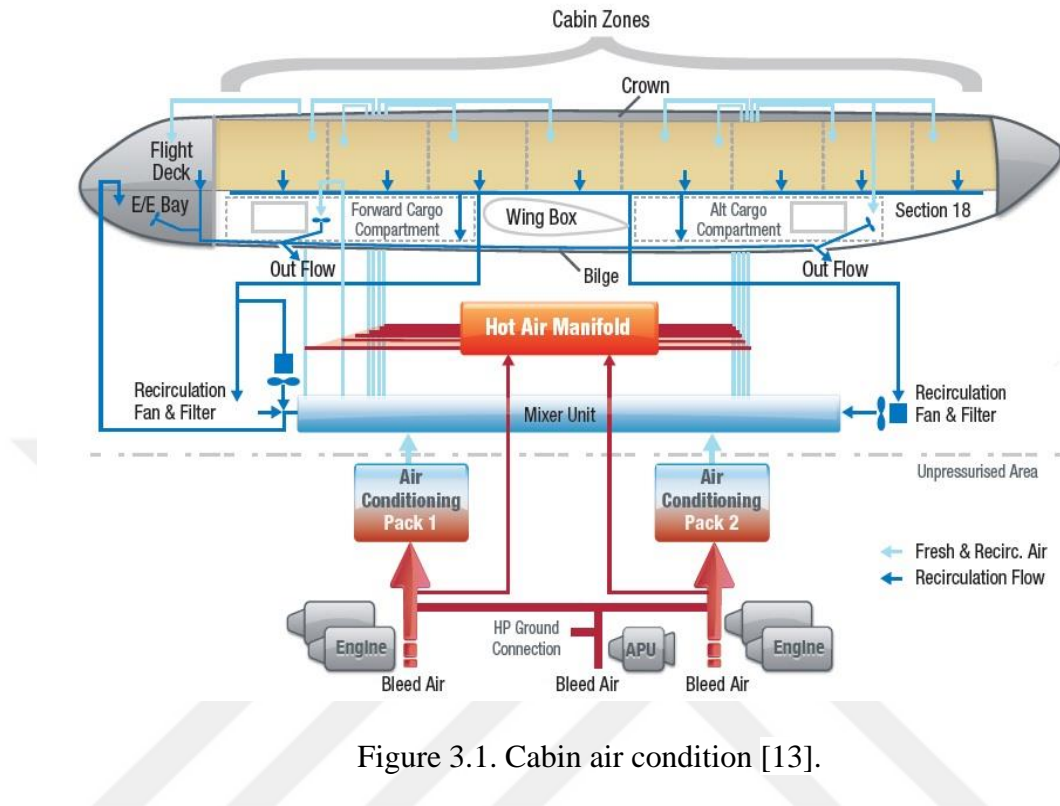 Cabin Zones
Crown
Flight
Deck
E/E Bay
Forward Cargo
Compartment
Wing Box
Alt Cargo
Compartment
Section 18
Out Flow
Bilge
Out Flow
Hot Air Manifold
Recirculation
Fan & Filter
Mixer Unit
Recirculation
Fan & Filter
Unpressurised Area
Air
Conditioning
Pack 1
Air
Conditioning
Pack 2
Fresh & Recirc. Air
Recirculation Flow
Engine
HP Ground
Connection
APU
Engine
Bleed Air
Bleed Air
Bleed Air
Figure 3.1. Cabin air condition [13].